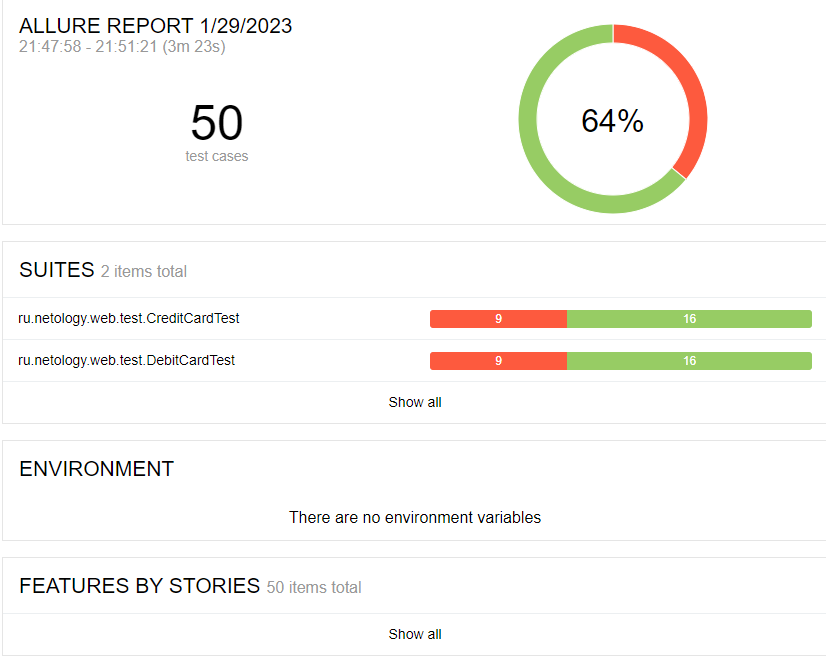 ALLURE REPORT 1/29/2023
21:47:58 - 21:51:21 (3m 23s)
50
test cases
64%
SUITES 2 items total
ru.netology.web.test.CreditCardTest 9 16
ru.netology.web.test.DebitCardTest 9 16
Show all
ENVIRONMENT
There are no environment variables
FEATURES BY STORIES 50 items total
Show all